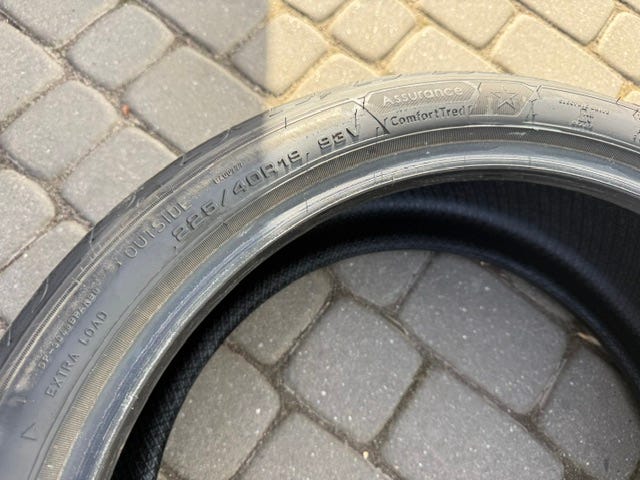 Assurance
ComfortTred
225/40R19 93V
OUTSIDE
EXTRA LOAD